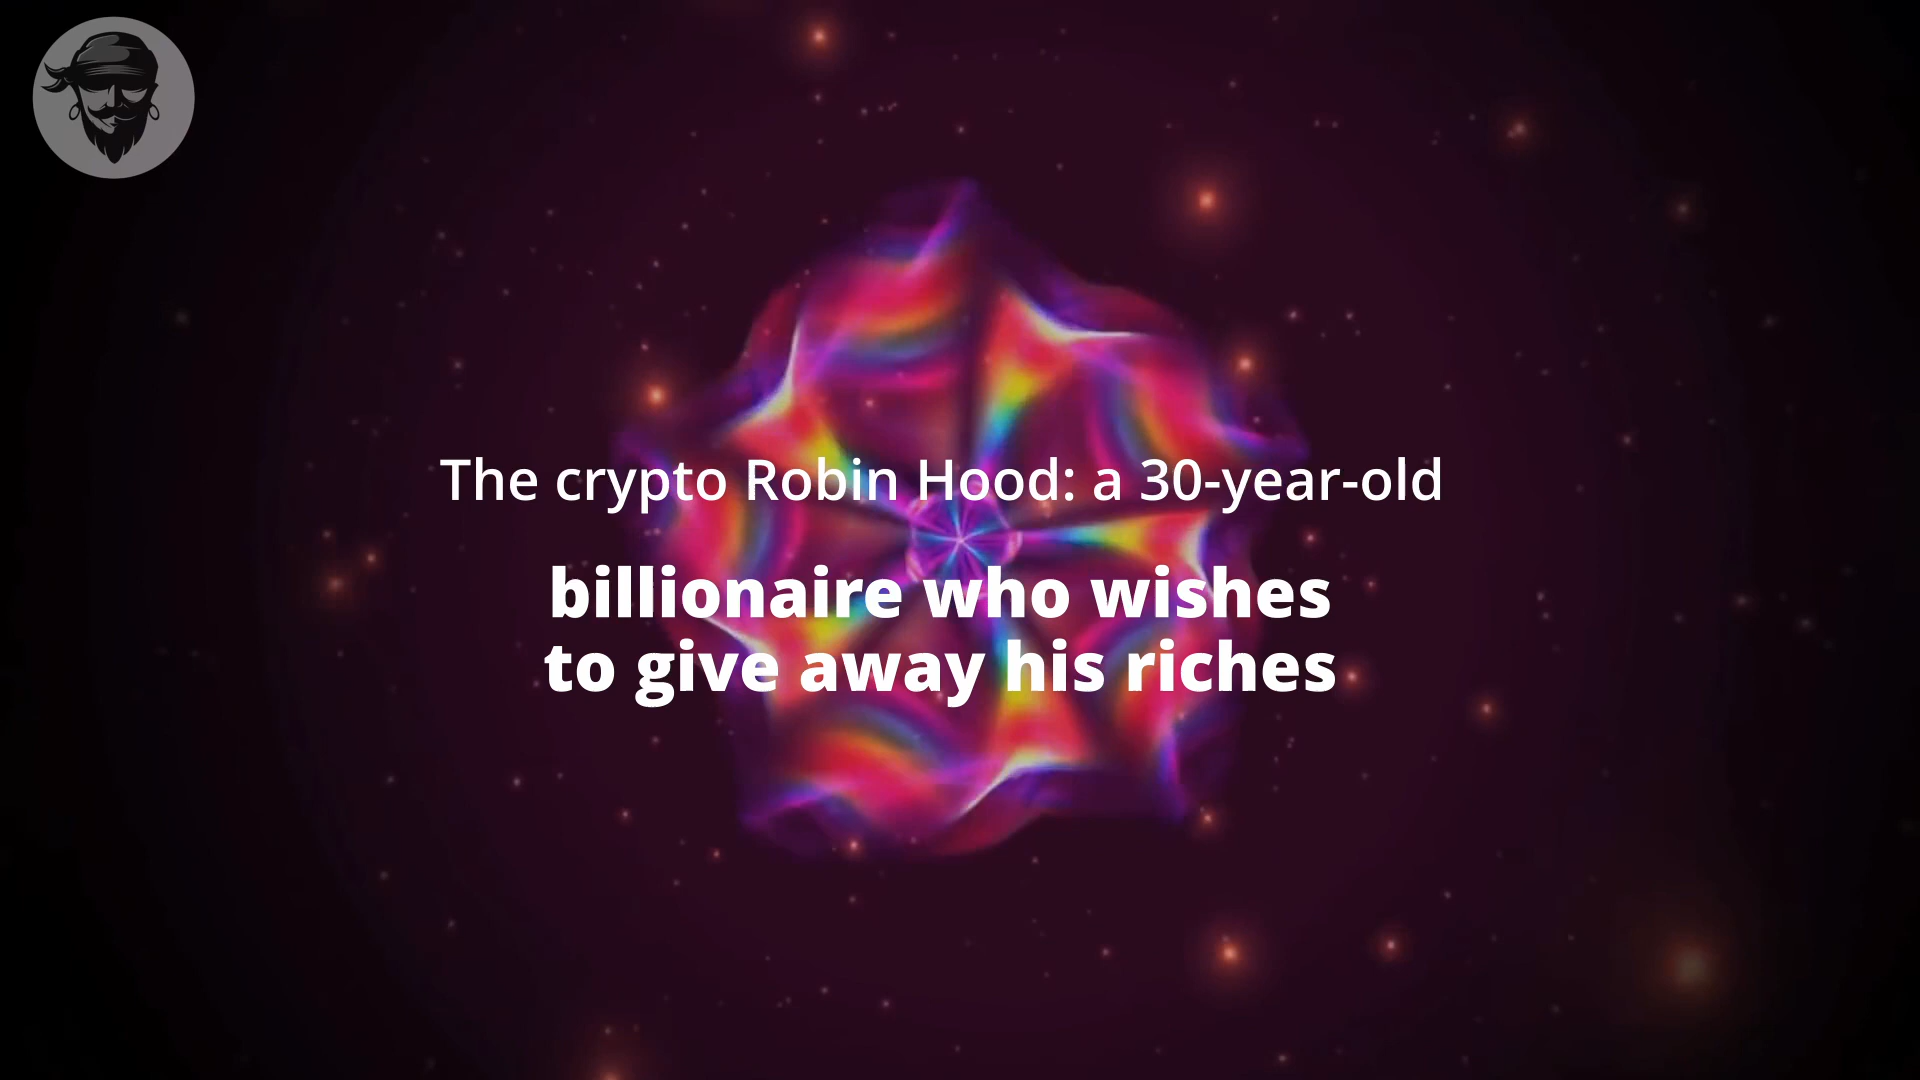 The crypto Robin Hood: a 30-year-old
billionaire who wishes
to give away his riches